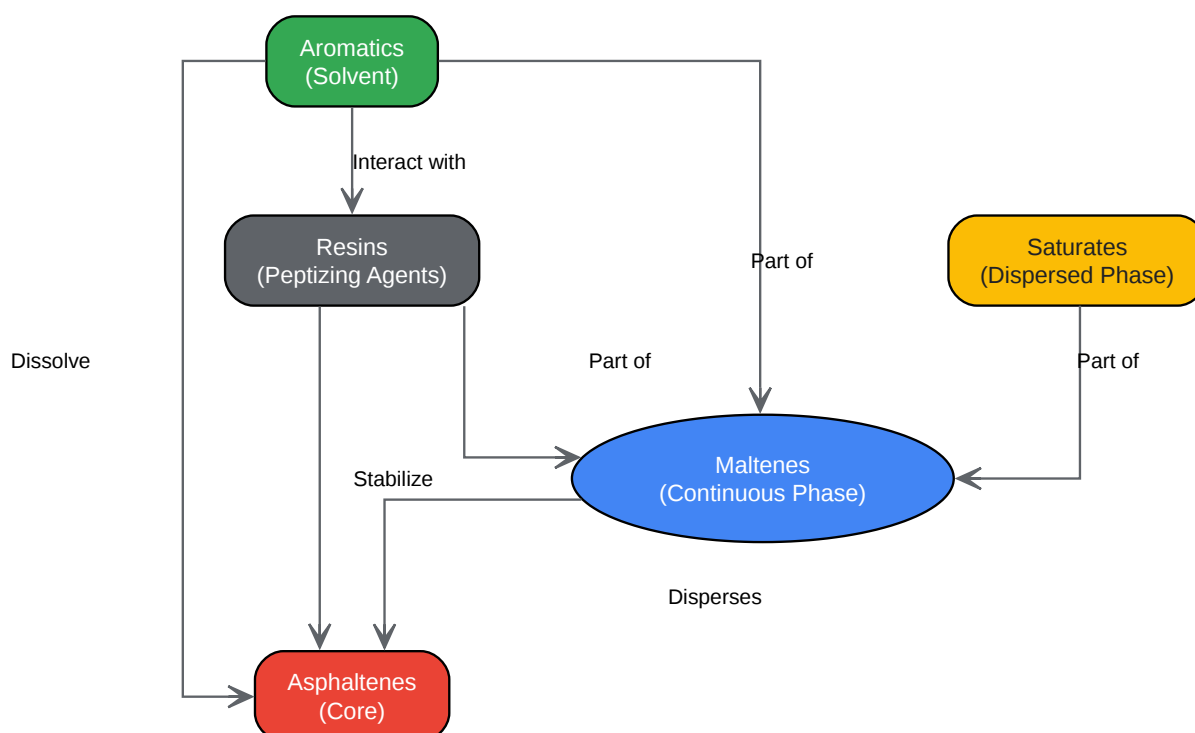 Aromatics
(Solvent)
Interact with
Resins
(Peptizing Agents)
Part of
Saturates
(Dispersed Phase)
Dissolve
Part of
Part of
Maltenes
(Continuous Phase)
Stabilize
Disperses
Asphaltenes
(Core)